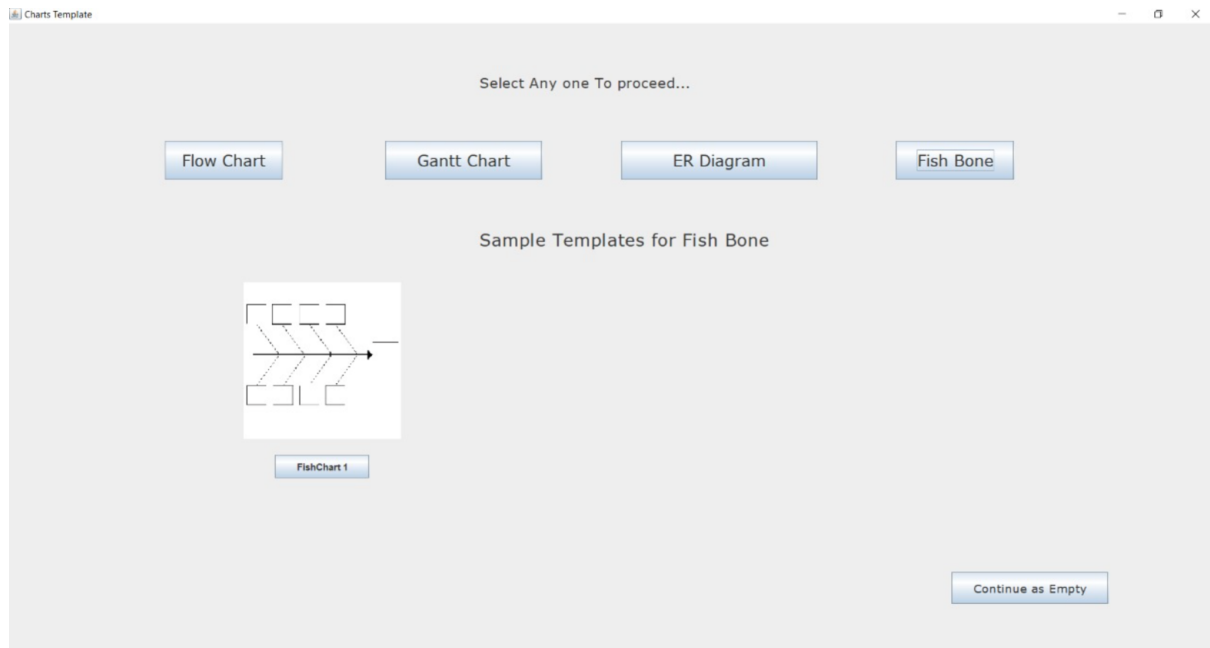 Charts Template
Select Any one To proceed...
Flow Chart Gantt Chart ER Diagram Fish Bone
Sample Templates for Fish Bone
FishChart 1
Continue as Empty